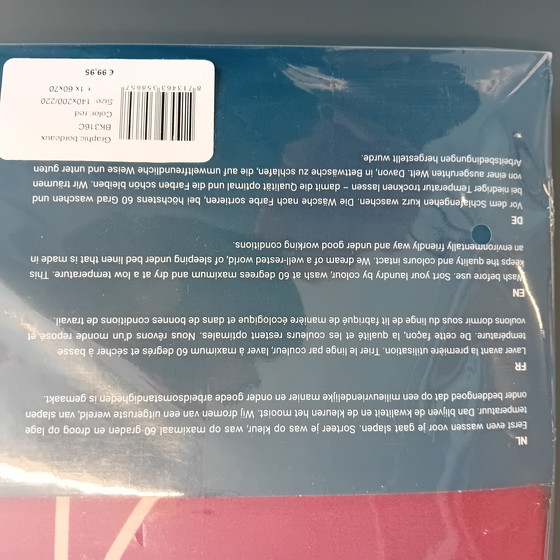 NL
Eerst even wassen voor je gaat slapen. Sorteer je was op kleur, was op maximaal 60 graden en droog op lage
temperatuur. Dan blijven de kwaliteit en de kleuren het mooist. Wij dromen van een uitgeruste wereld, van slapen
onder beddengoed dat op een milieuvriendelijke manier en onder goede arbeidsomstandigheden is gemaakt.
FR
Laver avant la première utilisation. Trier le linge par couleur, laver à maximum 60 degrés et sécher à basse
température. De cette façon, la qualité et les couleurs restent optimales. Nous rêvons d'un monde reposé et
voulons dormir sous du linge de lit fabriqué de manière écologique et dans de bonnes conditions de travail.
EN
Wash before use. Sort your laundry by colour, wash at 60 degrees maximum and dry at a low temperature. This
keeps the quality and colours intact. We dream of a well-rested world, of sleeping under bed linen that is made in
an environmentally friendly way and under good working conditions.
DE
Vor dem Schlafengehen kurz waschen. Die Wäsche nach Farbe sortieren, bei höchstens 60 Grad waschen und
bei niedriger Temperatur trocknen lassen – damit die Qualität optimal und die Farben schön bleiben. Wir träumen
von einer ausgeruhten Welt. Davon, in Bettwäsche zu schlafen, die auf umweltfreundliche Weise und unter guten
Arbeitsbedingungen hergestellt wurde.
Graphic bordeaux
BK316C
Color: red
Size: 140x200/220
+ 1x 60x70
8 713463 358657
€ 99,95